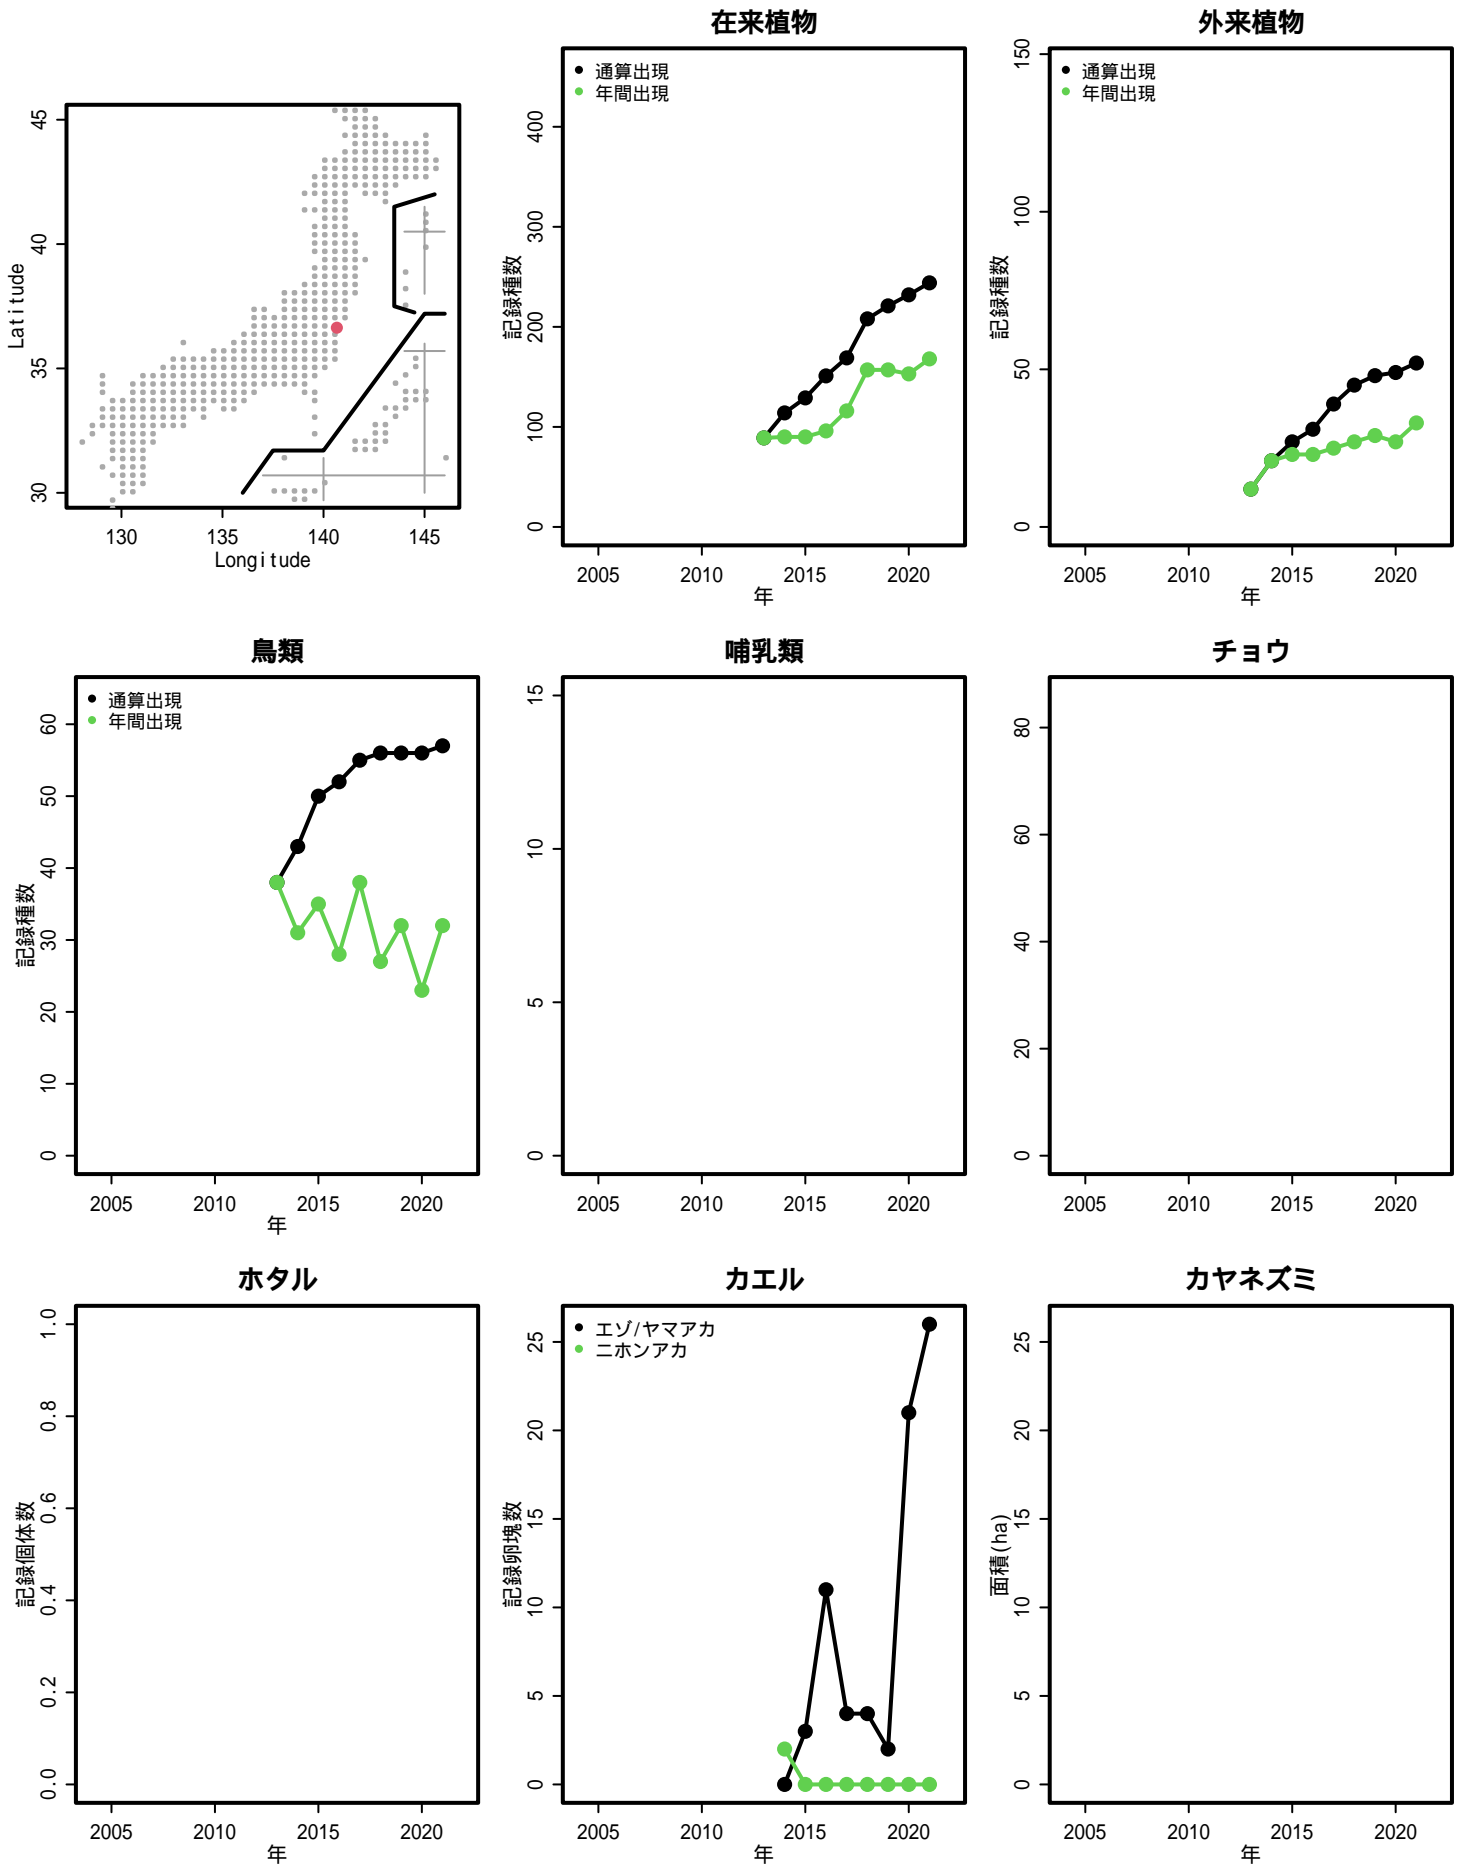 45
40
35
30
Latitude
130
135
140
145
Longitude
在来植物
通算出現
年間出現
400
300
200
100
0
記録種数
2005
2010
2015
2020
年
外来植物
通算出現
年間出現
150
100
50
0
記録種数
2005
2010
2015
2020
年
鳥類
通算出現
年間出現
60
50
40
30
20
10
0
記録種数
2005
2010
2015
2020
年
哺乳類
15
10
5
0
2005
2010
2015
2020
チョウ
80
60
40
20
0
2005
2010
2015
2020
ホタル
1.0
0.8
0.6
0.4
0.2
0.0
記録個体数
2005
2010
2015
2020
年
カエル
エゾ/ヤマアカ
ニホンアカ
25
20
15
10
5
0
記録卵塊数
2005
2010
2015
2020
年
カヤネズミ
25
20
15
10
5
0
面積(ha)
2005
2010
2015
2020
年